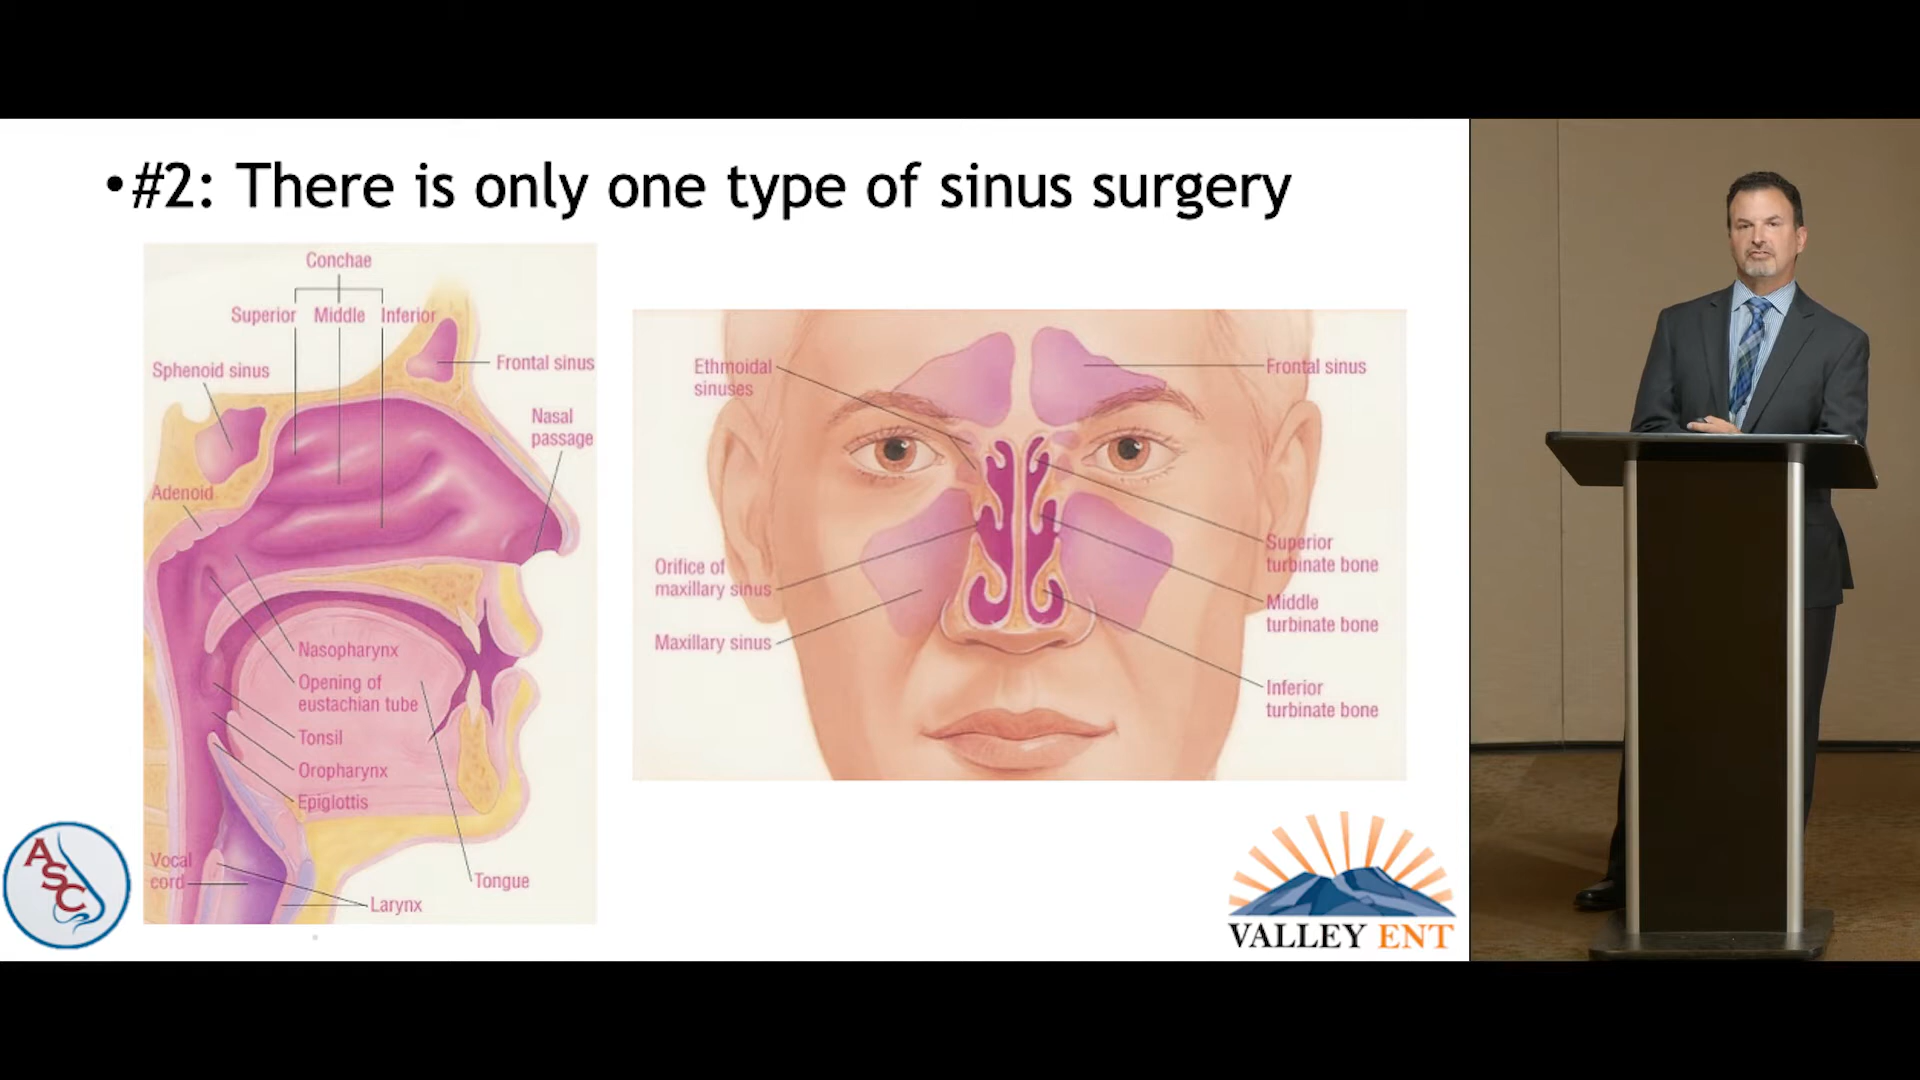 •#2: There is only one type of sinus surgery
Conchae
Superior Middle Inferior
Sphenoid sinus
Frontal sinus
Nasal
passage
Adenoid
Nasopharynx
Opening of
eustachian tube
Tonsil
Oropharynx
Epiglottis
Vocal
cord
Larynx
Tongue
Ethmoidal
sinuses
Frontal sinus
Orifice of
maxillary sinus
Maxillary sinus
Superior
turbinate bone
Middle
turbinate bone
Inferior
turbinate bone
ASC
VALLEY ENT